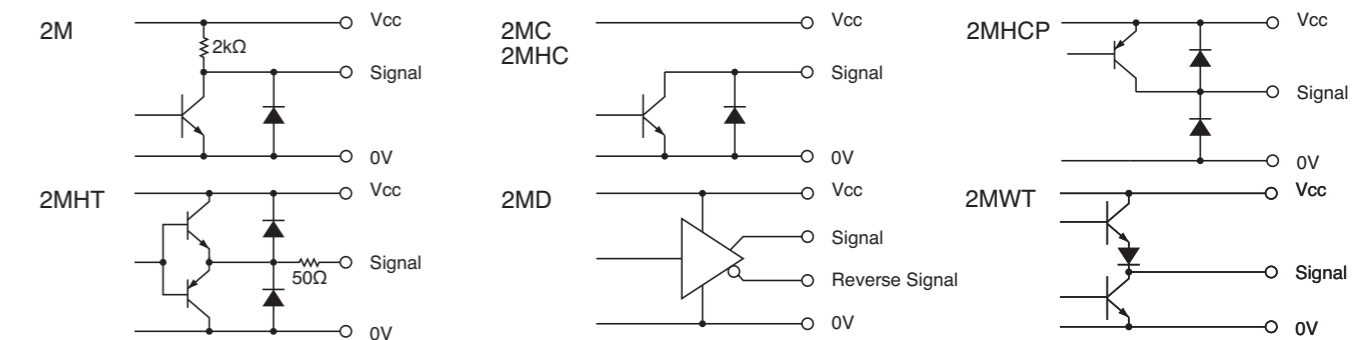 2M
Vcc
2kΩ
Signal
0V
2MC
2MHC
Vcc
Signal
0V
2MHCP
Vcc
Signal
0V
2MHT
Vcc
Signal
50Ω
0V
2MD
Vcc
Signal
Reverse Signal
0V
2MWT
Vcc
Signal
0V